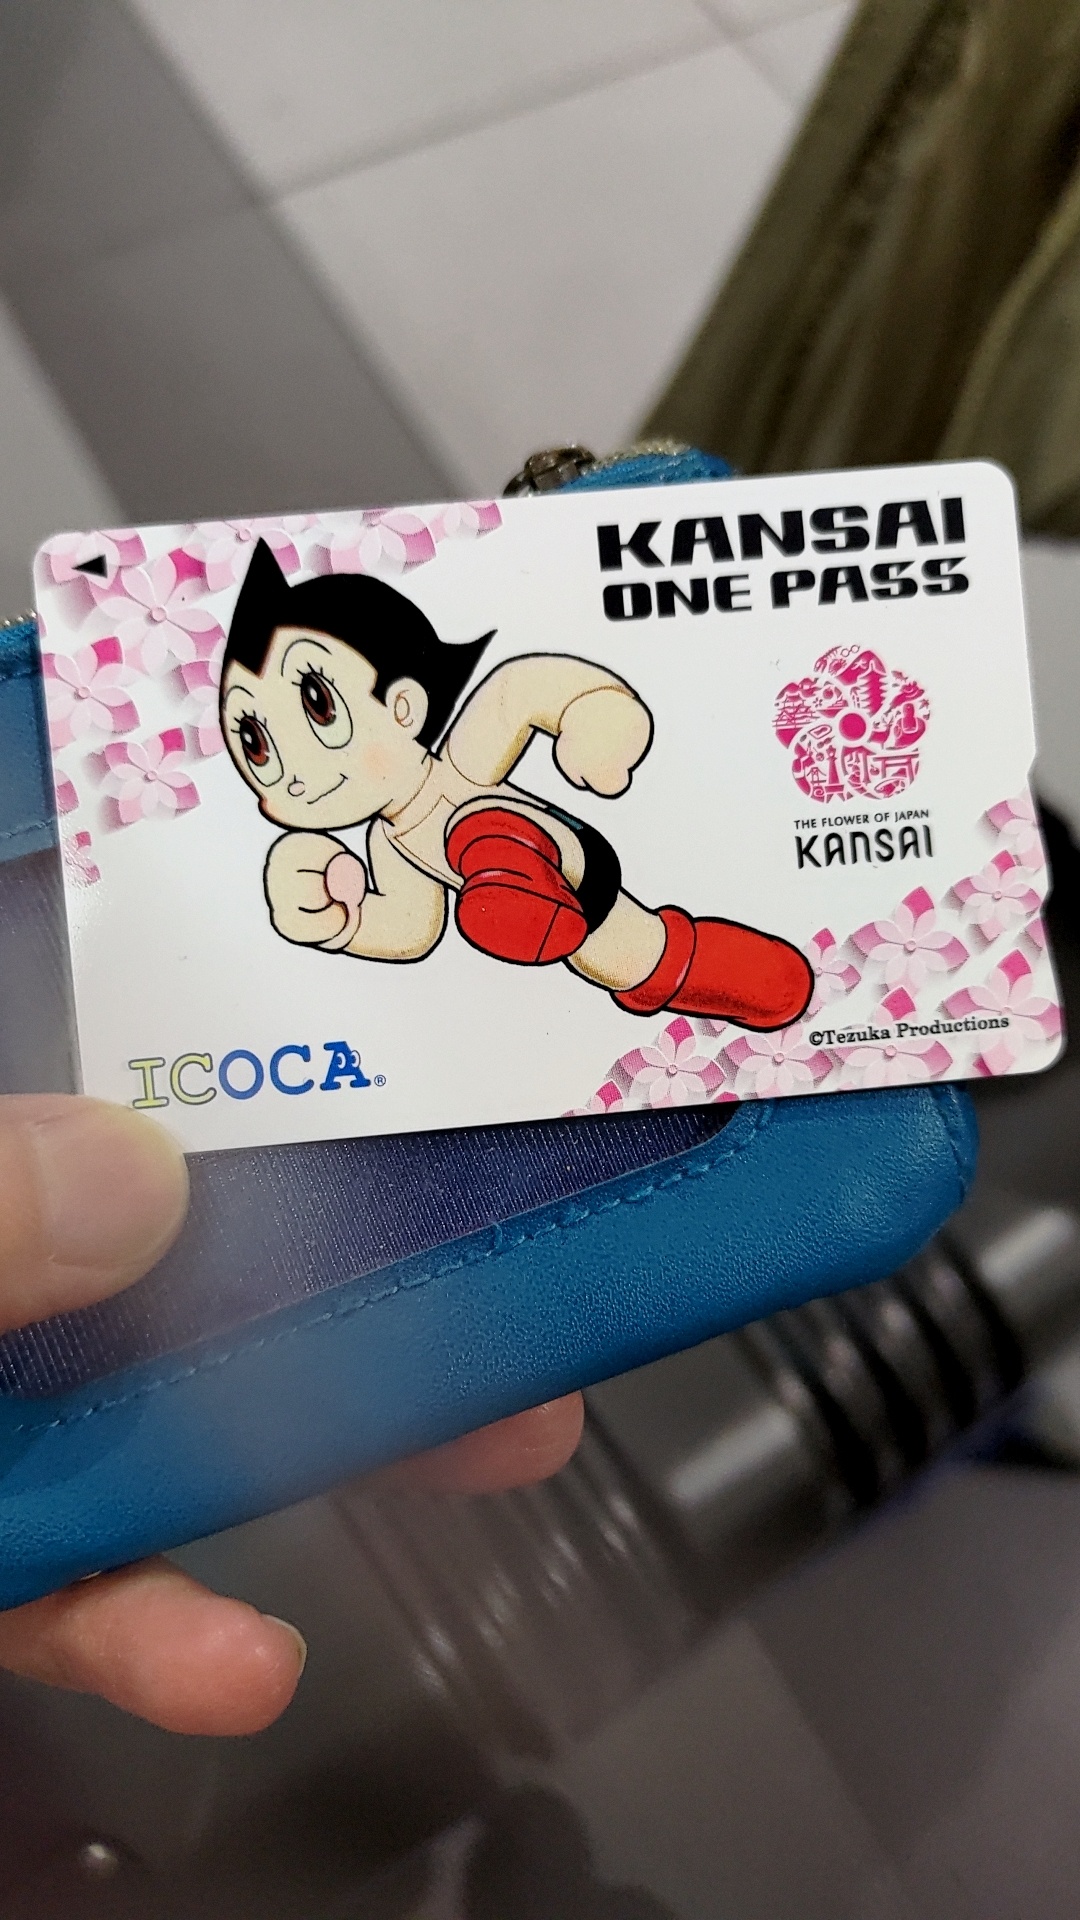 KANSAI
ONE PASS
THE FLOWER OF JAPAN
KANSAI
©Tezuka Productions
ICOCA®